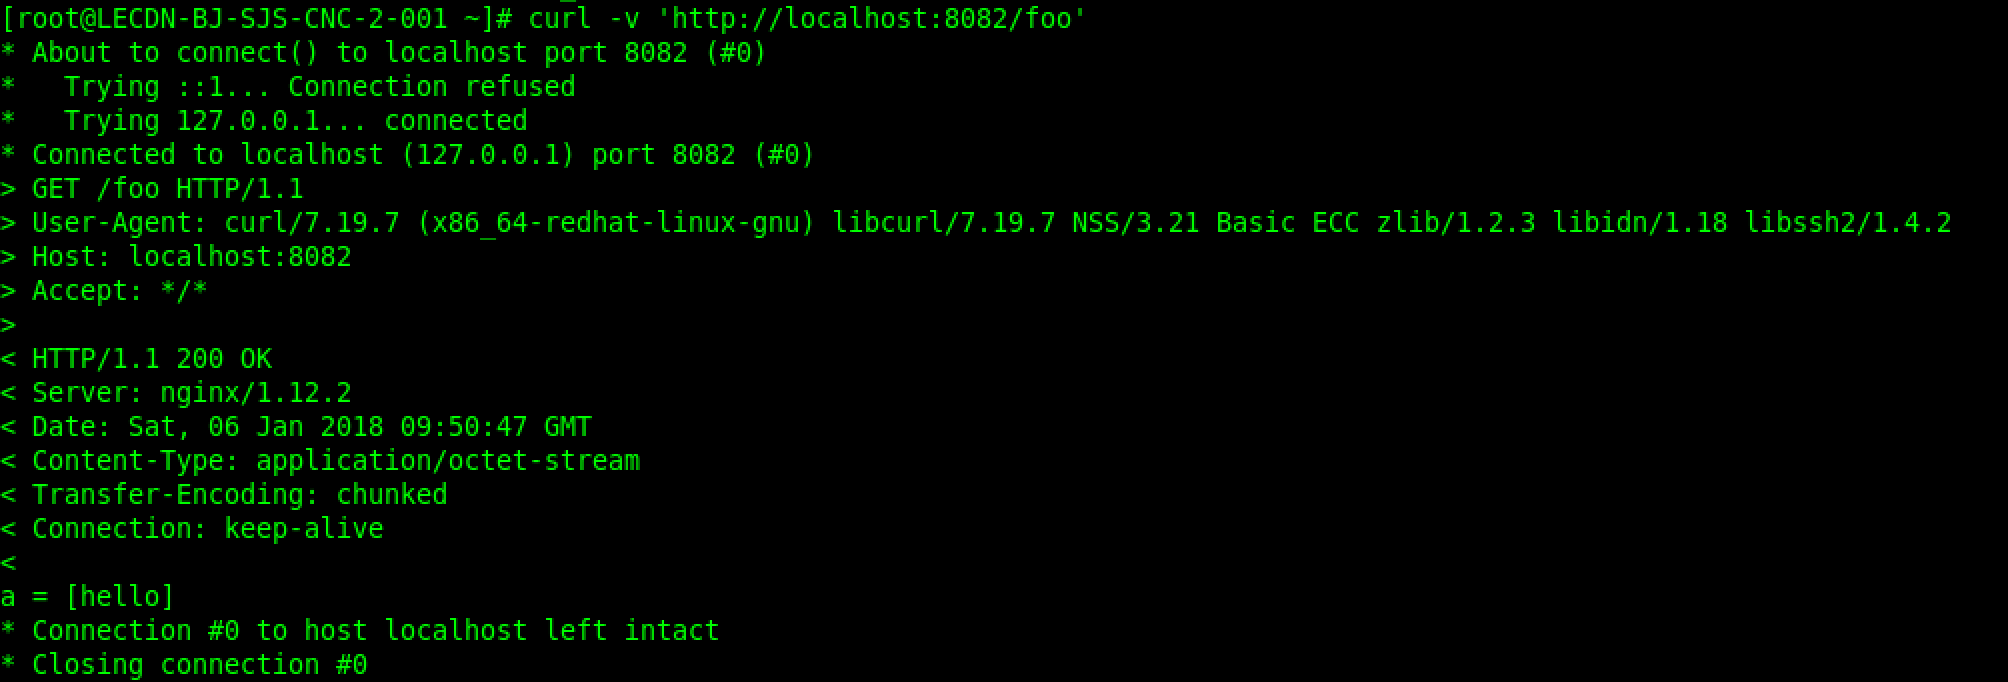 [root@LECDN-BJ-SJS-CNC-2-001 ~]# curl -v 'http://localhost:8082/foo'
* About to connect() to localhost port 8082 (#0)
*   Trying ::1... Connection refused
*   Trying 127.0.0.1... connected
* Connected to localhost (127.0.0.1) port 8082 (#0)
> GET /foo HTTP/1.1
> User-Agent: curl/7.19.7 (x86_64-redhat-linux-gnu) libcurl/7.19.7 NSS/3.21 Basic ECC zlib/1.2.3 libidn/1.18 libssh2/1.4.2
> Host: localhost:8082
> Accept: */*
>
< HTTP/1.1 200 OK
< Server: nginx/1.12.2
< Date: Sat, 06 Jan 2018 09:50:47 GMT
< Content-Type: application/octet-stream
< Transfer-Encoding: chunked
< Connection: keep-alive
<
a = [hello]
* Connection #0 to host localhost left intact
* Closing connection #0